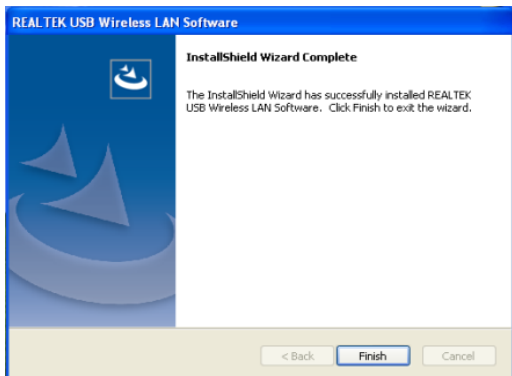 REALTEK USB Wireless LAN Software
InstallShield Wizard Complete
The InstallShield Wizard has successfully installed REALTEK
USB Wireless LAN Software. Click Finish to exit the wizard.
< Back
Finish
Cancel